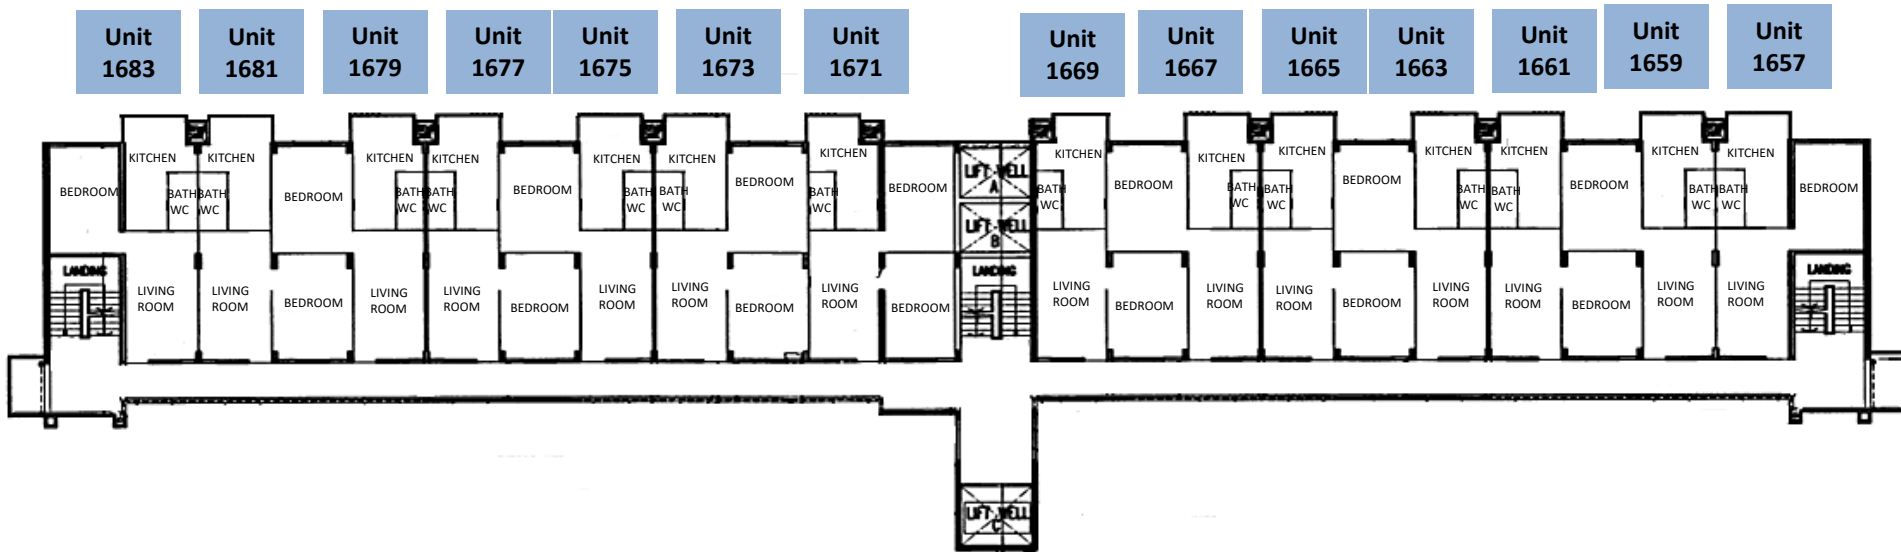 Unit 1683
Unit 1681
Unit 1679
Unit 1677
Unit 1675
Unit 1673
Unit 1671
Unit 1669
Unit 1667
Unit 1665
Unit 1663
Unit 1661
Unit 1659
Unit 1657
KITCHEN KITCHEN KITCHEN KITCHEN KITCHEN KITCHEN KITCHEN KITCHEN KITCHEN KITCHEN KITCHEN KITCHEN KITCHEN KITCHEN
BEDROOM BEDROOM BEDROOM BEDROOM BEDROOM BEDROOM BEDROOM BEDROOM BEDROOM
BATH BATH BATH BATH BATH BATH BATH BATH BATH BATH BATH BATH BATH BATH
WC WC WC WC WC WC WC WC WC WC WC WC WC WC
LIFT-WELL
A
LIFT-WELL
B
LANDING LANDING LANDING
LIVING LIVING LIVING LIVING LIVING LIVING LIVING LIVING LIVING LIVING LIVING LIVING LIVING LIVING
ROOM ROOM ROOM ROOM ROOM ROOM ROOM ROOM ROOM ROOM ROOM ROOM ROOM ROOM
BEDROOM BEDROOM BEDROOM BEDROOM BEDROOM BEDROOM BEDROOM
LIFT-WELL
C